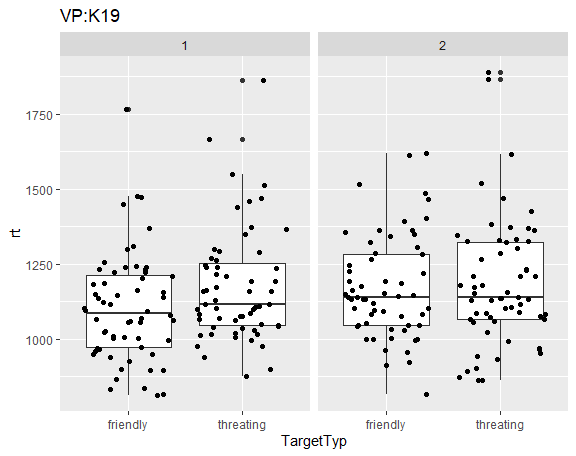 VP:K19
1 2
rt
1750
1500
1250
1000
friendly threating friendly threating
TargetTyp